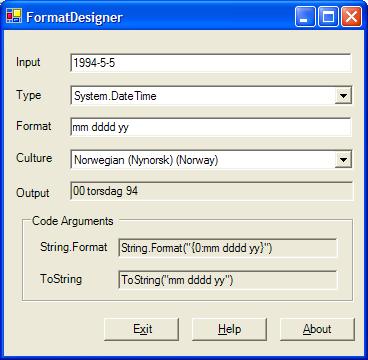 FormatDesigner
Input 1994-5-5
Type System.DateTime
Format mm dddd yy
Culture Norwegian (Nynorsk) (Norway)
Output 00 torsdag 94
Code Arguments
String.Format String.Format("{0:mm dddd yy}")
ToString ToString("mm dddd yy")
Exit Help About